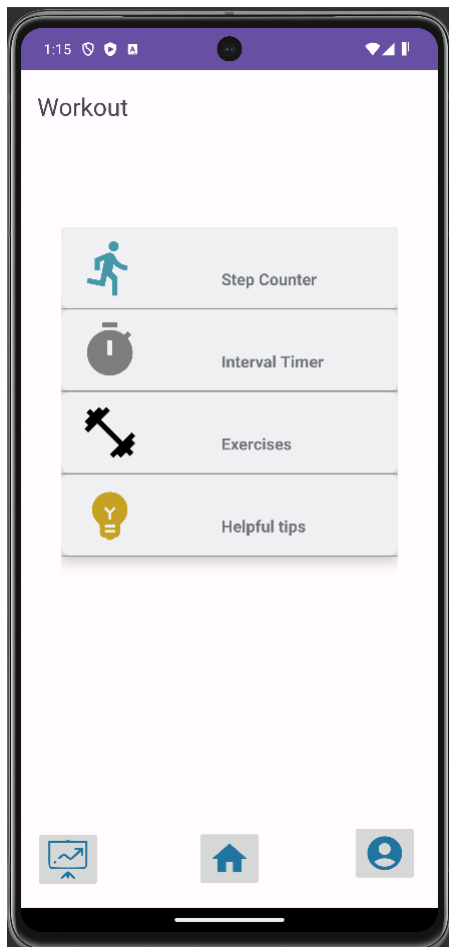 1:15
Workout
Step Counter
Interval Timer
Exercises
Helpful tips